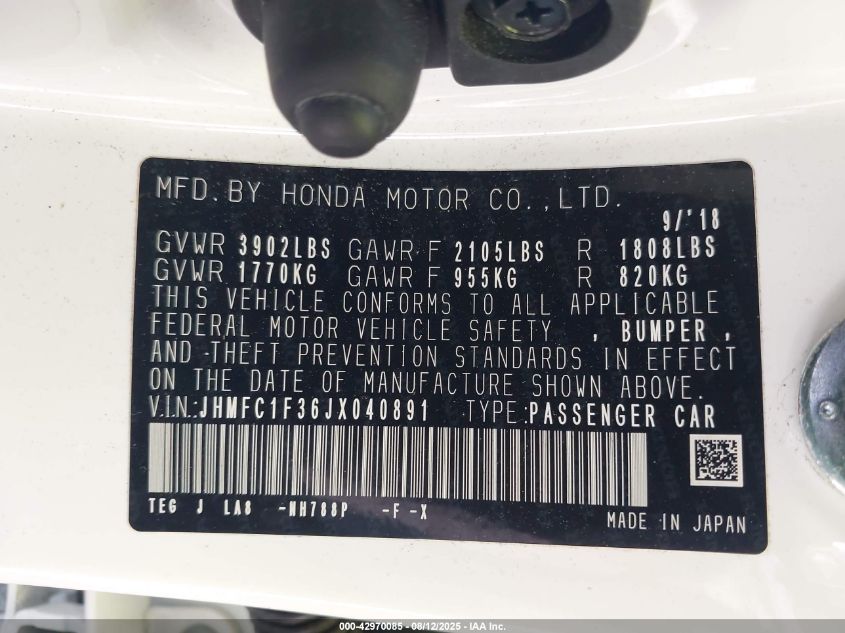 MFD. BY HONDA MOTOR CO., LTD.
9/'18
GVWR 3902LBS GAWR F 2105LBS R 1808LBS
GVWR 1770KG GAWR F 955KG R 820KG
THIS VEHICLE CONFORMS TO ALL APPLICABLE
FEDERAL MOTOR VEHICLE SAFETY , BUMPER ,
AND THEFT PREVENTION STANDARDS IN EFFECT
ON THE DATE OF MANUFACTURE SHOWN ABOVE.
V.I.N.: JHMFC1F36JX040891 TYPE: PASSENGER CAR
TEG J LA8 -NH788P -F -X
MADE IN JAPAN
000-42970085 - 08/12/2025 - IAA Inc.